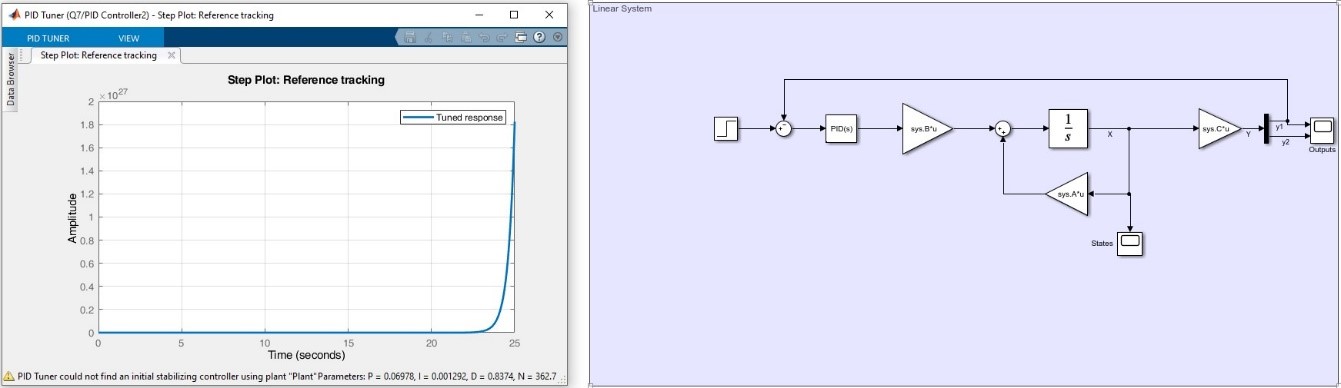 PID Tuner (Q7/PID Controller2) - Step Plot: Reference tracking
PID TUNER VIEW
Step Plot: Reference tracking
Data Browser
Step Plot: Reference tracking
×10^27
Tuned response
2
1.8
1.6
1.4
1.2
1
0.8
0.6
0.4
0.2
0
Amplitude
0 5 10 15 20 25
Time (seconds)
PID Tuner could not find an initial stabilizing controller using plant "Plant" Parameters: P = 0.06978, I = 0.001292, D = 0.8374, N = 362.7
Linear System
PID(s)
sys.B*u
1
s
X
sys.C*u
Y
y1
y2
Outputs
sys.A*u
States